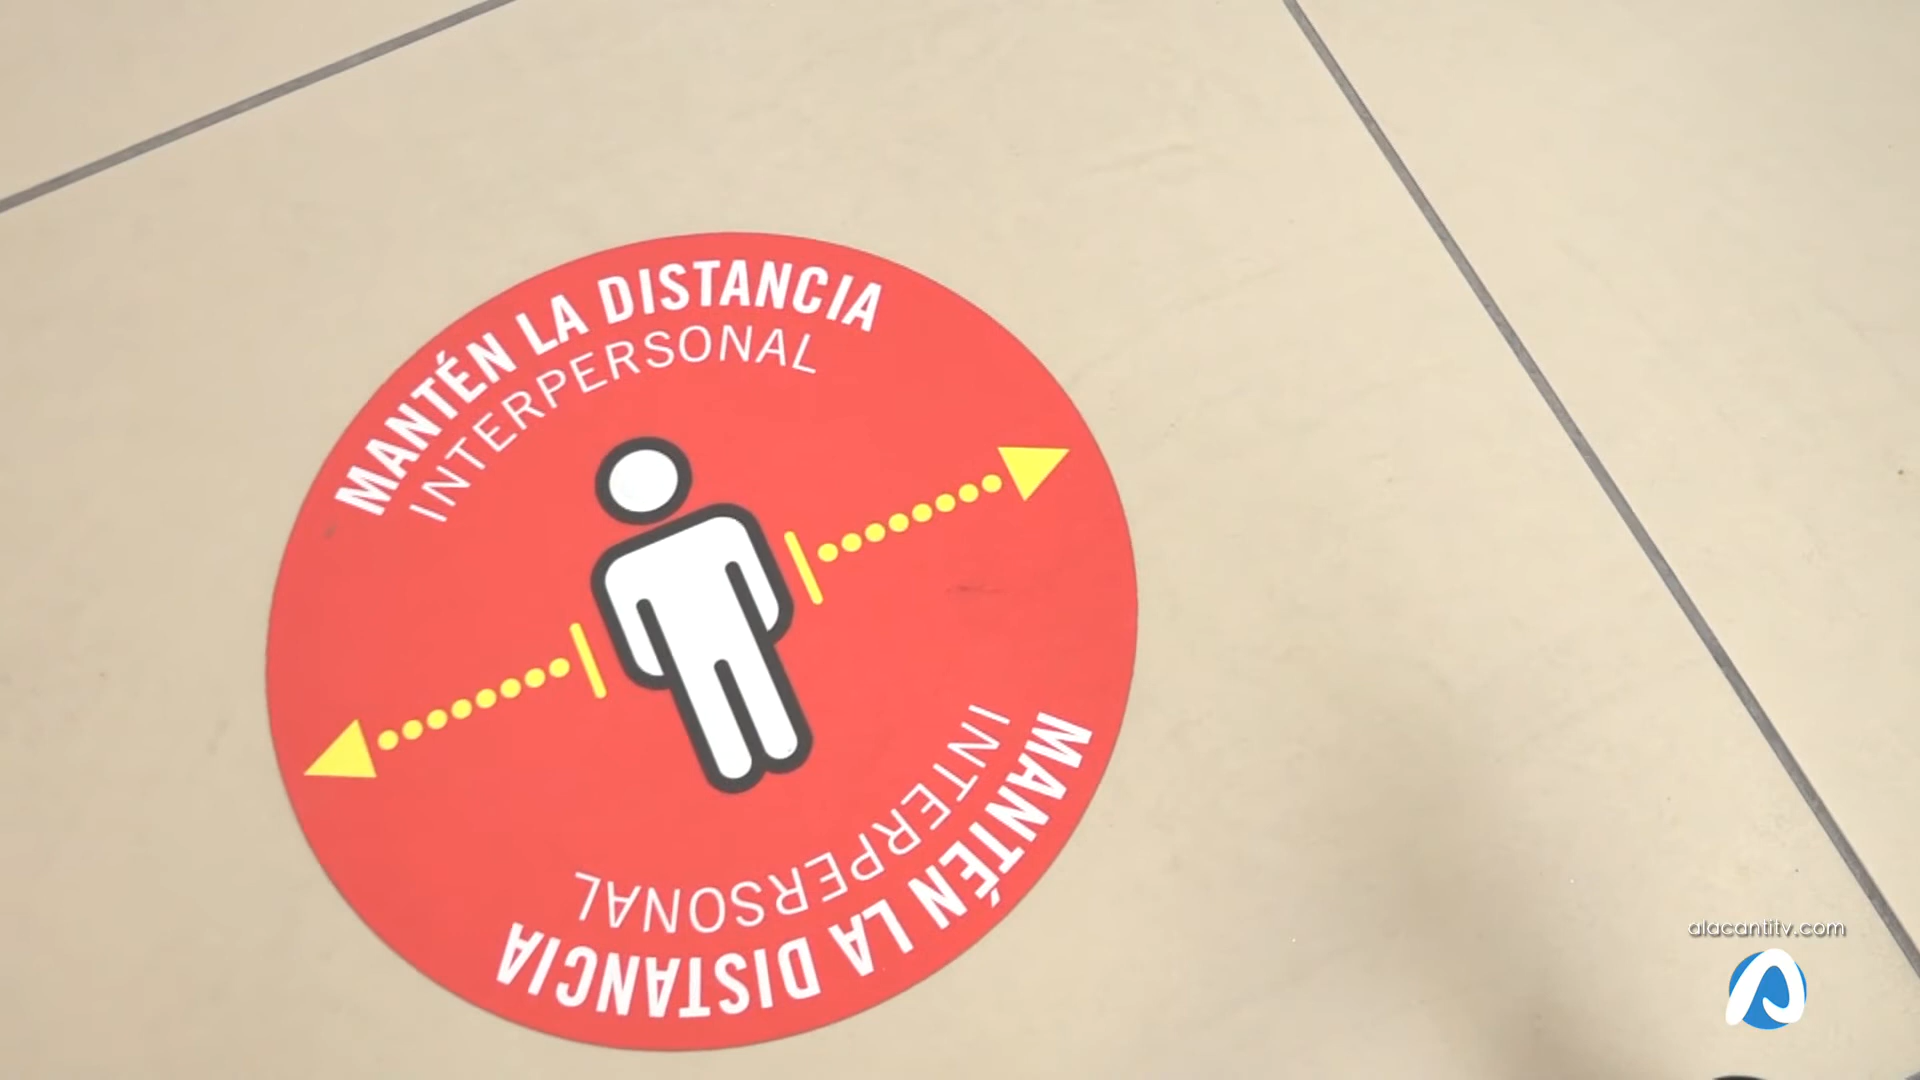 MANTÉN LA DISTANCIA
INTERPERSONAL
INTERPERSONAL
MANTÉN LA DISTANCIA
alacantitv.com